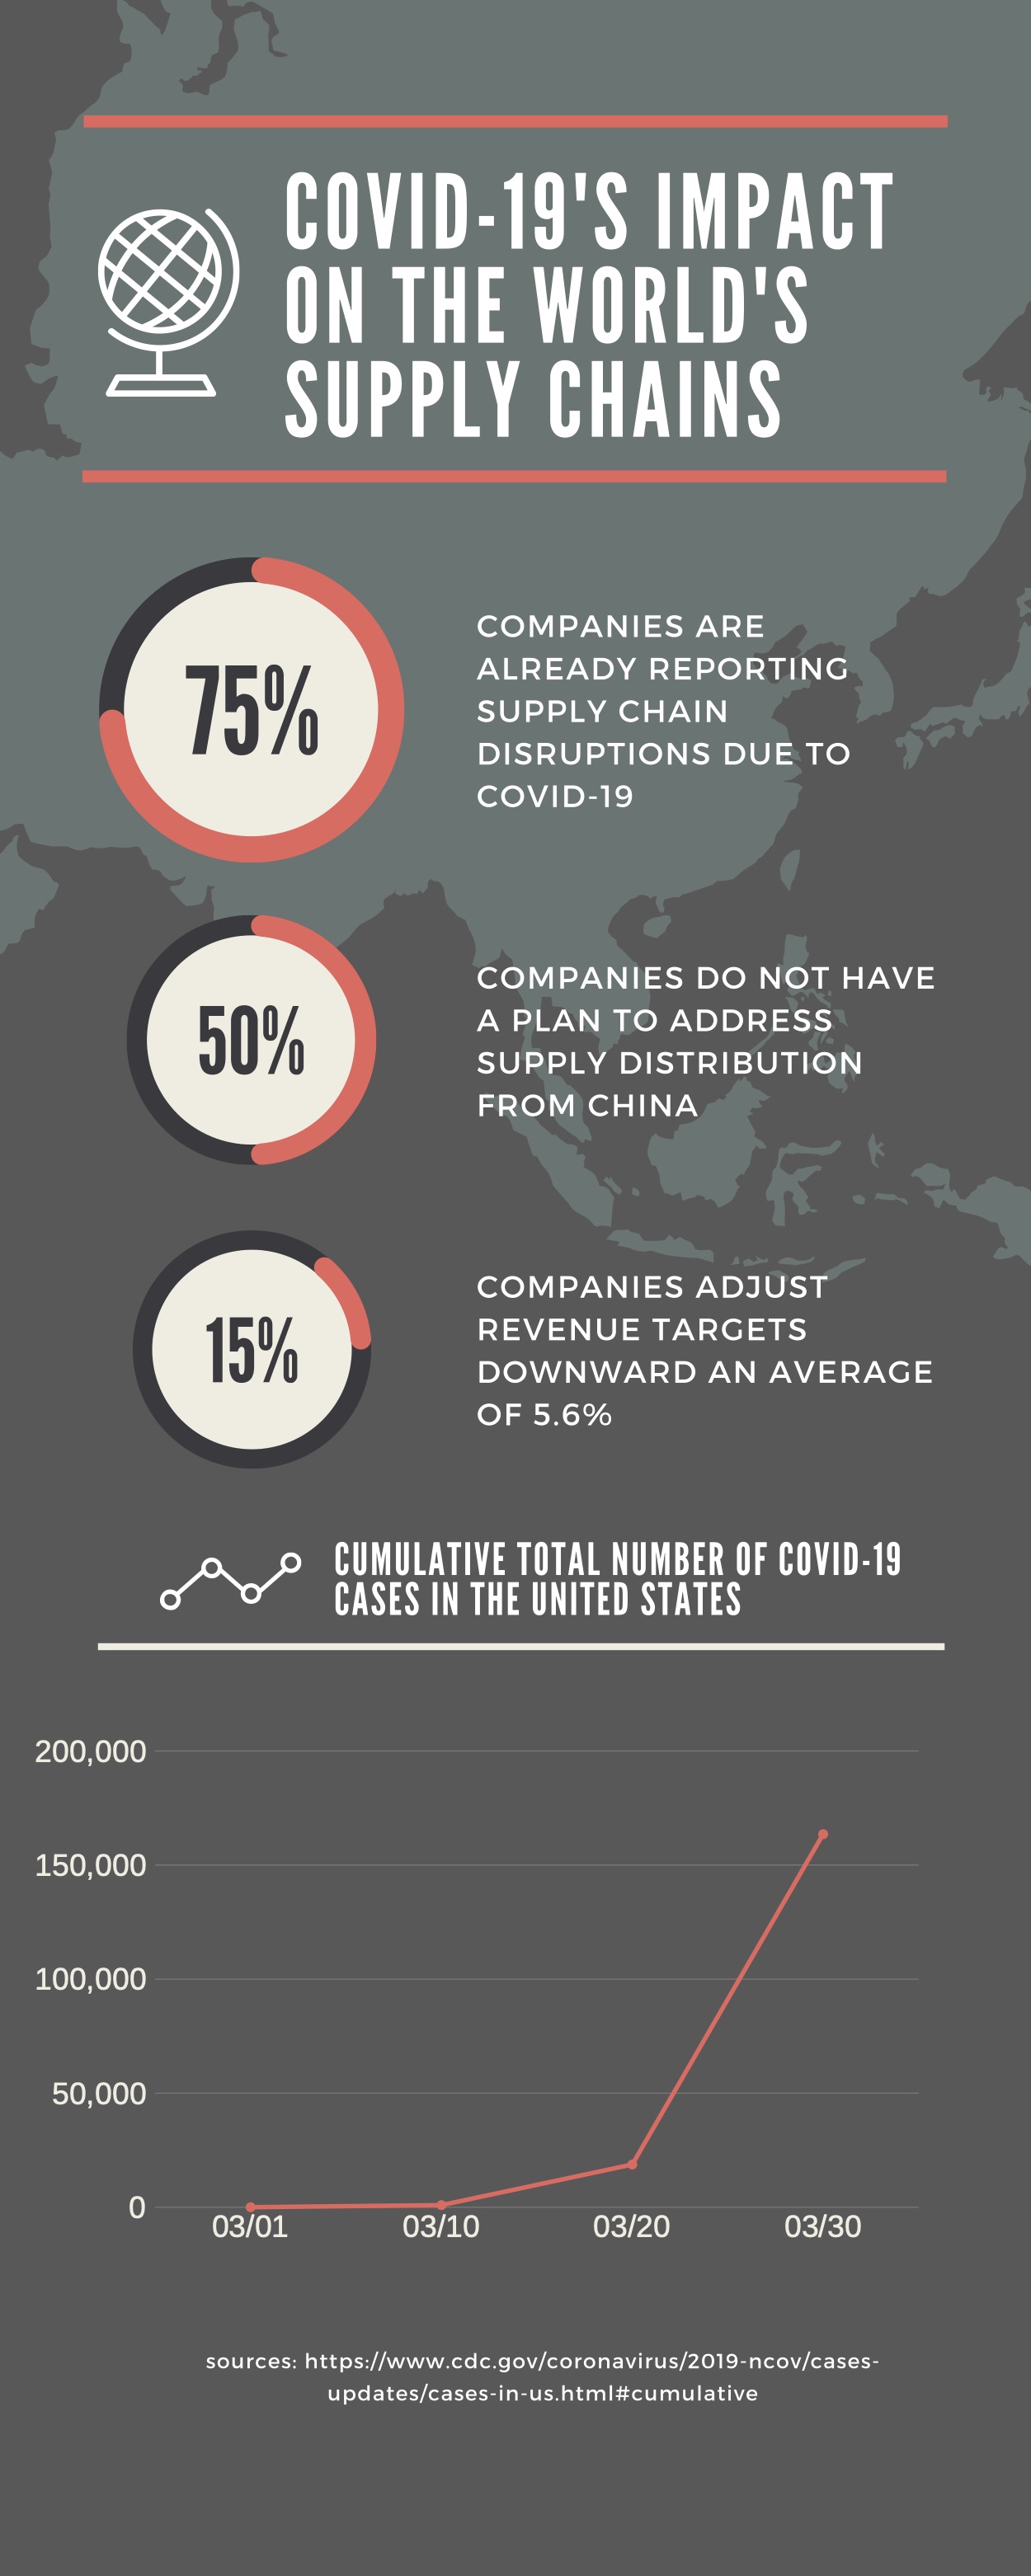 COVID-19'S IMPACT
ON THE WORLD'S
SUPPLY CHAINS
75%
COMPANIES ARE
ALREADY REPORTING
SUPPLY CHAIN
DISRUPTIONS DUE TO
COVID-19
50%
COMPANIES DO NOT HAVE
A PLAN TO ADDRESS
SUPPLY DISTRIBUTION
FROM CHINA
15%
COMPANIES ADJUST
REVENUE TARGETS
DOWNWARD AN AVERAGE
OF 5.6%
CUMULATIVE TOTAL NUMBER OF COVID-19
CASES IN THE UNITED STATES
200,000
150,000
100,000
50,000
0
03/01 03/10 03/20 03/30
sources: https://www.cdc.gov/coronavirus/2019-ncov/cases-
updates/cases-in-us.html#cumulative